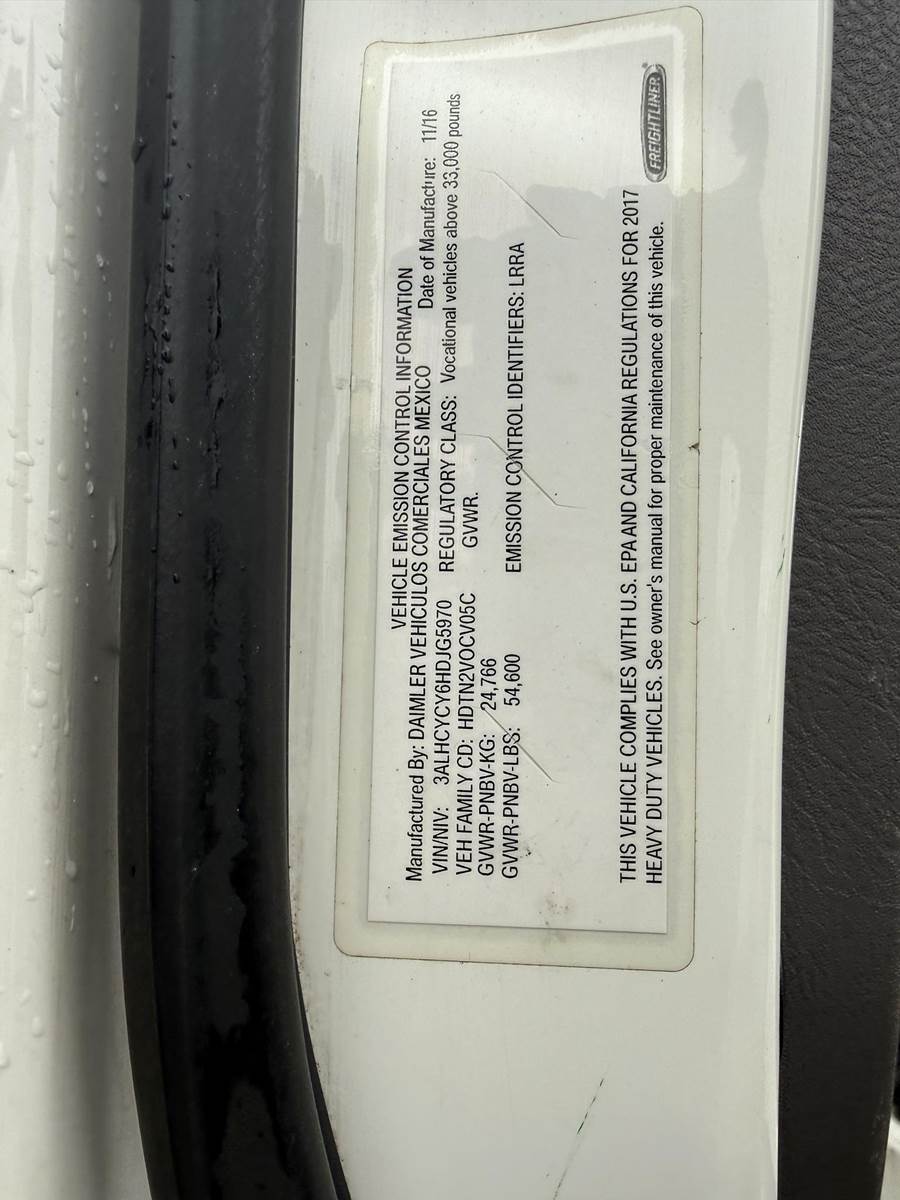 VEHICLE EMISSION CONTROL INFORMATION
Manufactured By: DAIMLER VEHICULOS COMERCIALES MEXICO Date of Manufacture: 11/16
VIN/NIV: 3ALHCYCY6HDJG5970 REGULATORY CLASS: Vocational vehicles above 33,000 pounds
VEH FAMILY CD: HDTN2VOCV05C GVWR.
GVWR-PNBV-KG: 24,766
GVWR-PNBV-LBS: 54,600 EMISSION CONTROL IDENTIFIERS: LRRA
THIS VEHICLE COMPLIES WITH U.S. EPA AND CALIFORNIA REGULATIONS FOR 2017
HEAVY DUTY VEHICLES. See owner's manual for proper maintenance of this vehicle.
FREIGHTLINER®